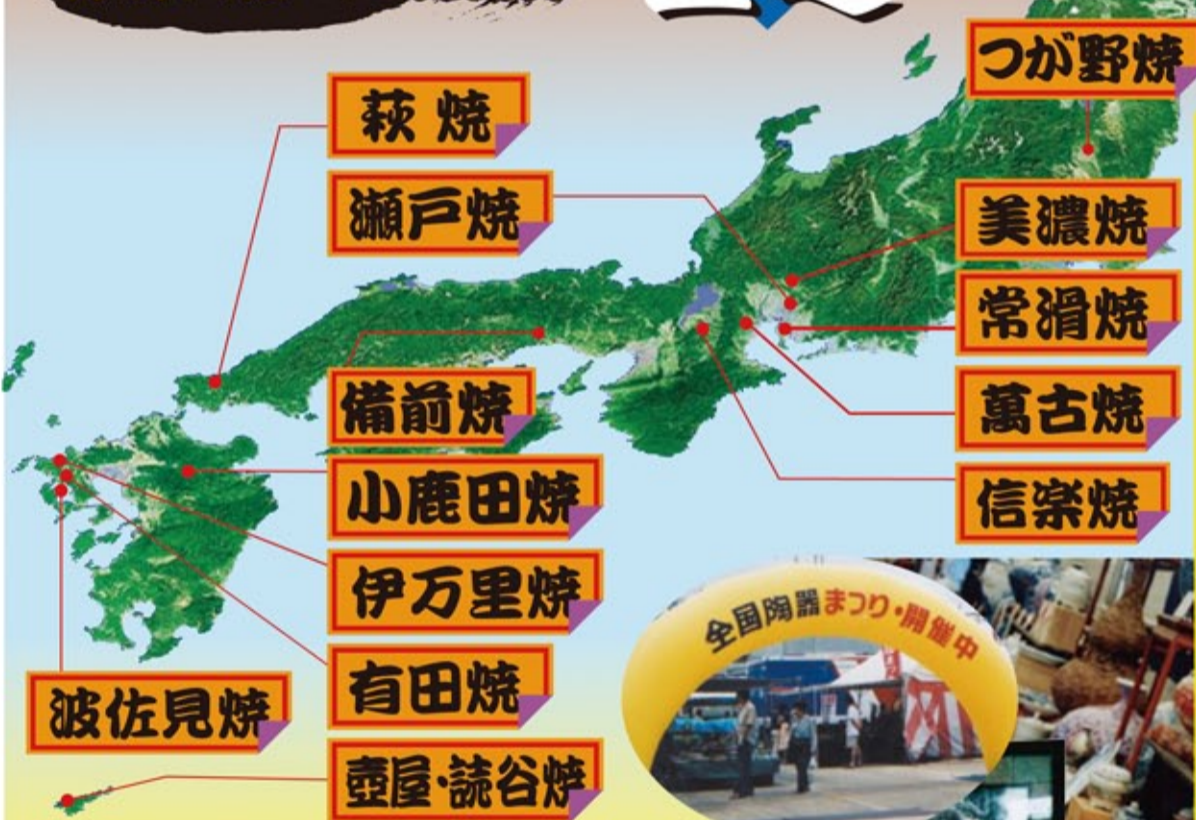 つが野焼
萩焼
瀬戸焼
美濃焼
常滑焼
備前焼
萬古焼
小鹿田焼
信楽焼
伊万里焼
全国陶器まつり・開催中
有田焼
波佐見焼
壺屋・読谷焼